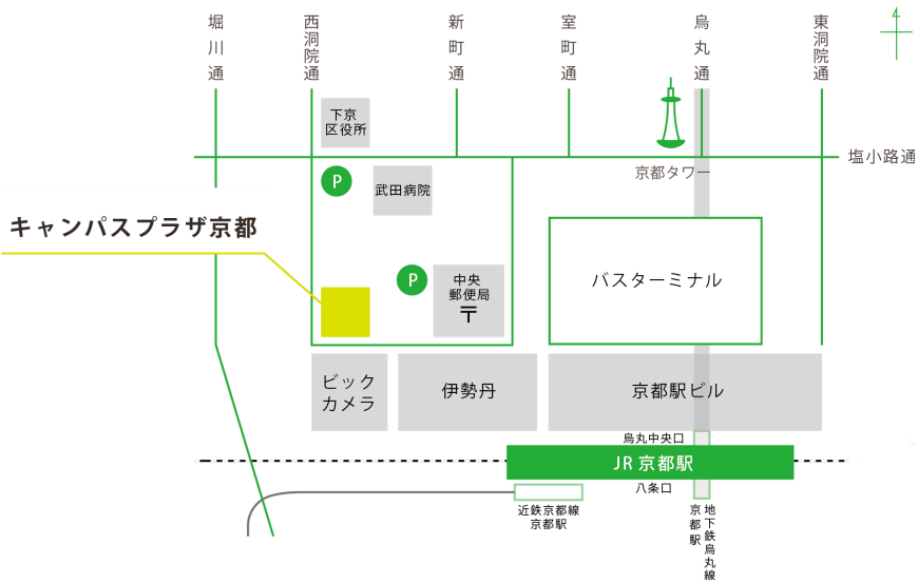 堀川通
西洞院通
新町通
室町通
烏丸通
東洞院通
下京
区役所
塩小路通
P
武田病院
京都タワー
キャンパスプラザ京都
P
中央
郵便局
〒
バスターミナル
ビック
カメラ
伊勢丹
京都駅ビル
烏丸中央口
JR 京都駅
八条口
近鉄京都線
京都駅
地下鉄烏丸線
京都駅